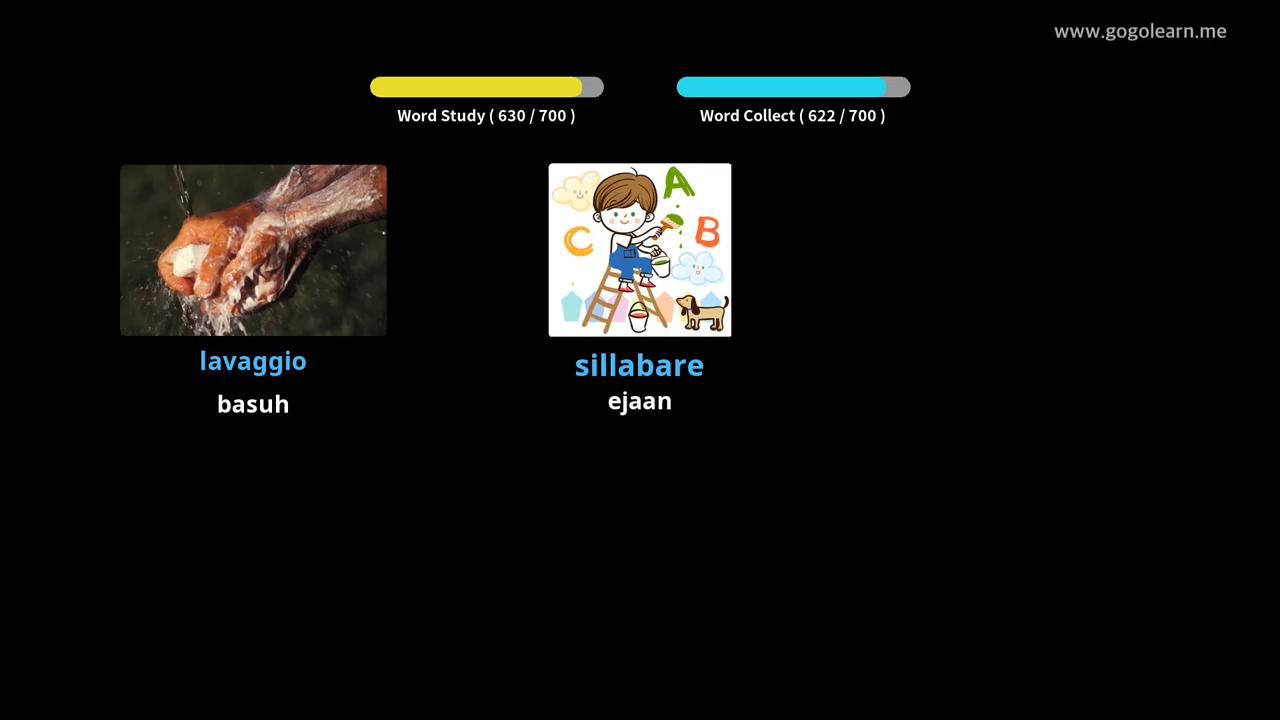 www.gogolearn.me
Word Study ( 630 / 700 )
Word Collect ( 622 / 700 )
A
B
C
lavaggio
basuh
sillabare
ejaan